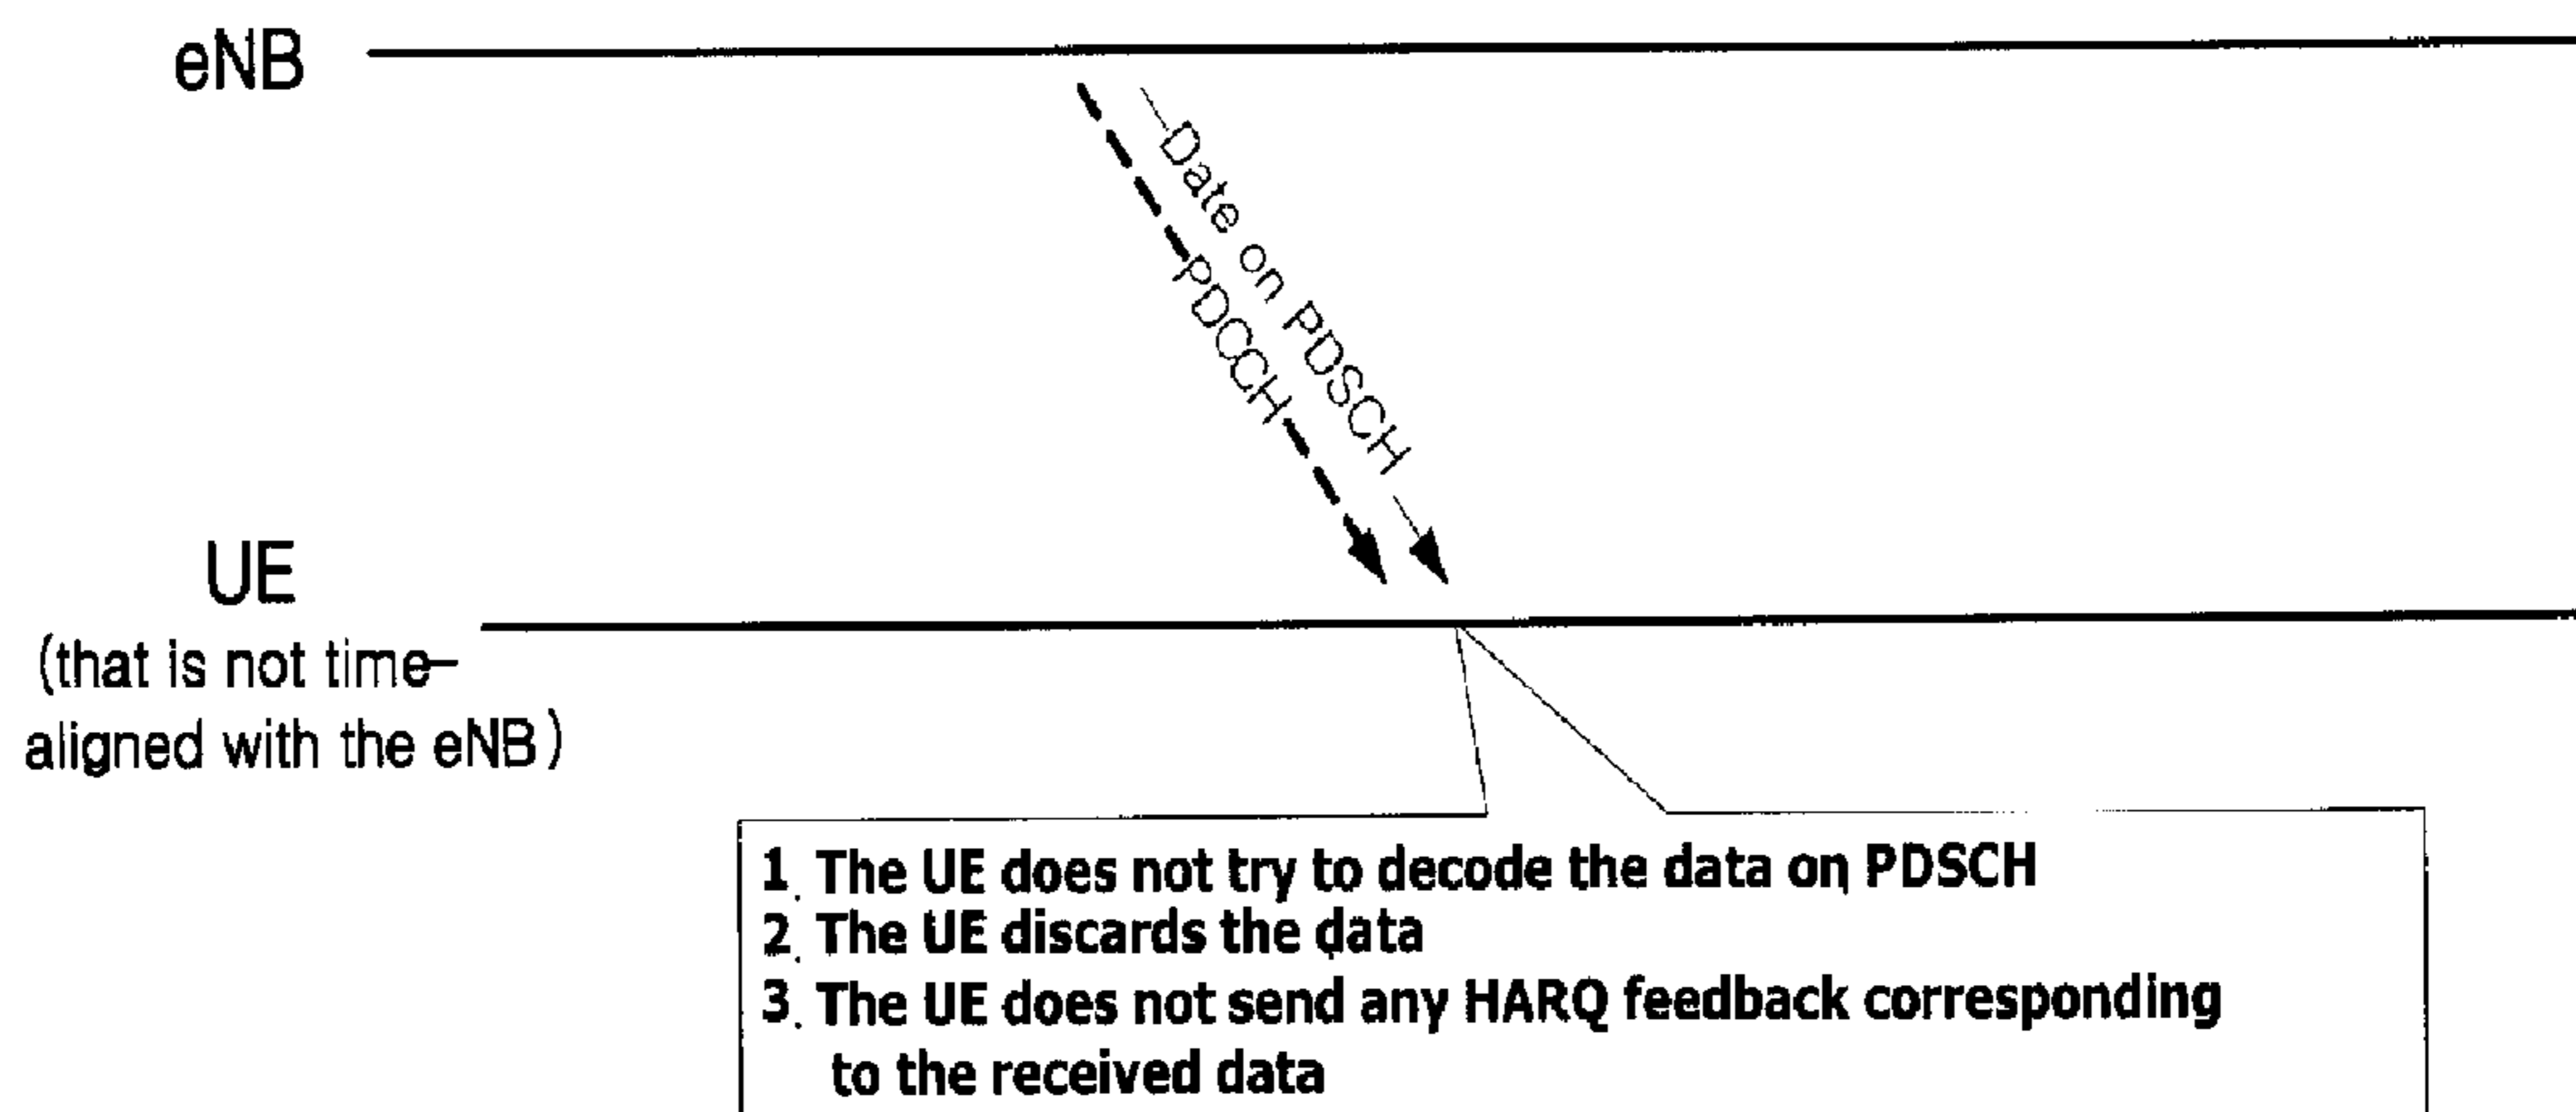 eNB
Date on PDSCH
PDCCH
UE
(that is not time-
aligned with the eNB)
1. The UE does not try to decode the data on PDSCH
2. The UE discards the data
3. The UE does not send any HARQ feedback corresponding
to the received data